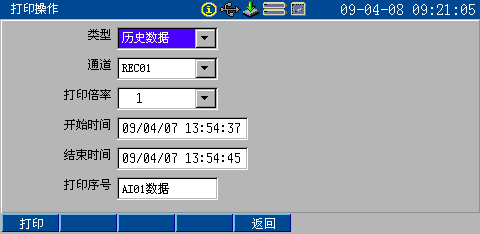 打印操作 09-04-08 09:21:05
类型 历史数据
通道 REC01
打印倍率 1
开始时间 09/04/07 13:54:37
结束时间 09/04/07 13:54:45
打印序号 AI01数据
打印 返回